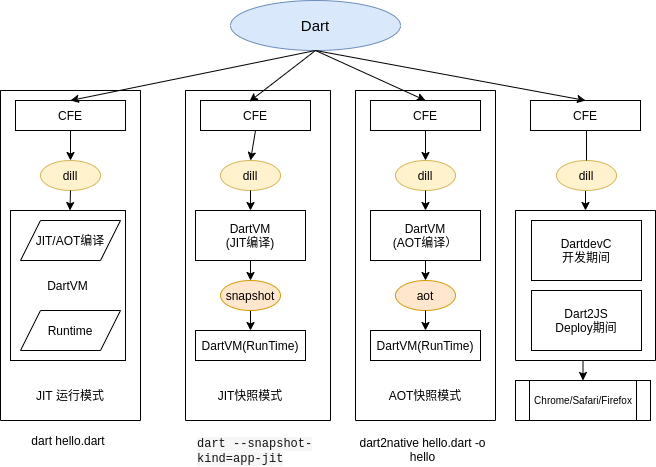 Dart
CFE
dill
JIT/AOT编译
DartVM
Runtime
JIT 运行模式
dart hello.dart
CFE
dill
DartVM
(JIT编译)
snapshot
DartVM(RunTime)
JIT快照模式
dart --snapshot-
kind=app-jit
CFE
dill
DartVM
(AOT编译）
aot
DartVM(RunTime)
AOT快照模式
dart2native hello.dart -o
hello
CFE
dill
DartdevC
开发期间
Dart2JS
Deploy期间
Chrome/Safari/Firefox